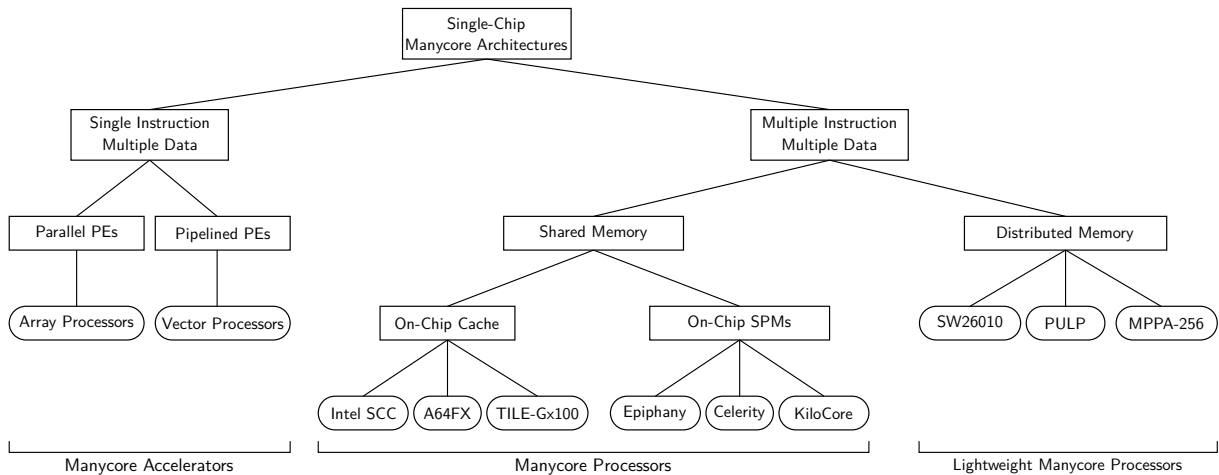 Single-Chip
Manycore Architectures
Single Instruction
Multiple Data
Multiple Instruction
Multiple Data
Parallel PEs
Pipelined PEs
Shared Memory
Distributed Memory
Array Processors
Vector Processors
On-Chip Cache
On-Chip SPMs
SW26010
PULP
MPPA-256
Intel SCC
A64FX
TILE-Gx100
Epiphany
Celerity
KiloCore
Manycore Accelerators
Manycore Processors
Lightweight Manycore Processors